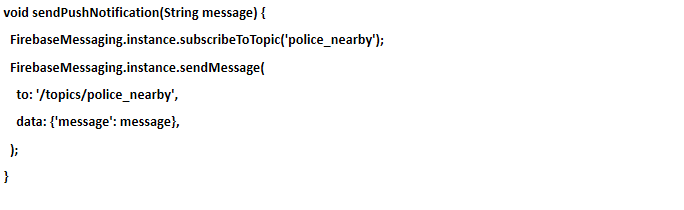 void sendPushNotification(String message) {
FirebaseMessaging.instance.subscribeToTopic('police_nearby');
FirebaseMessaging.instance.sendMessage(
to: '/topics/police_nearby',
data: {'message': message},
);
}